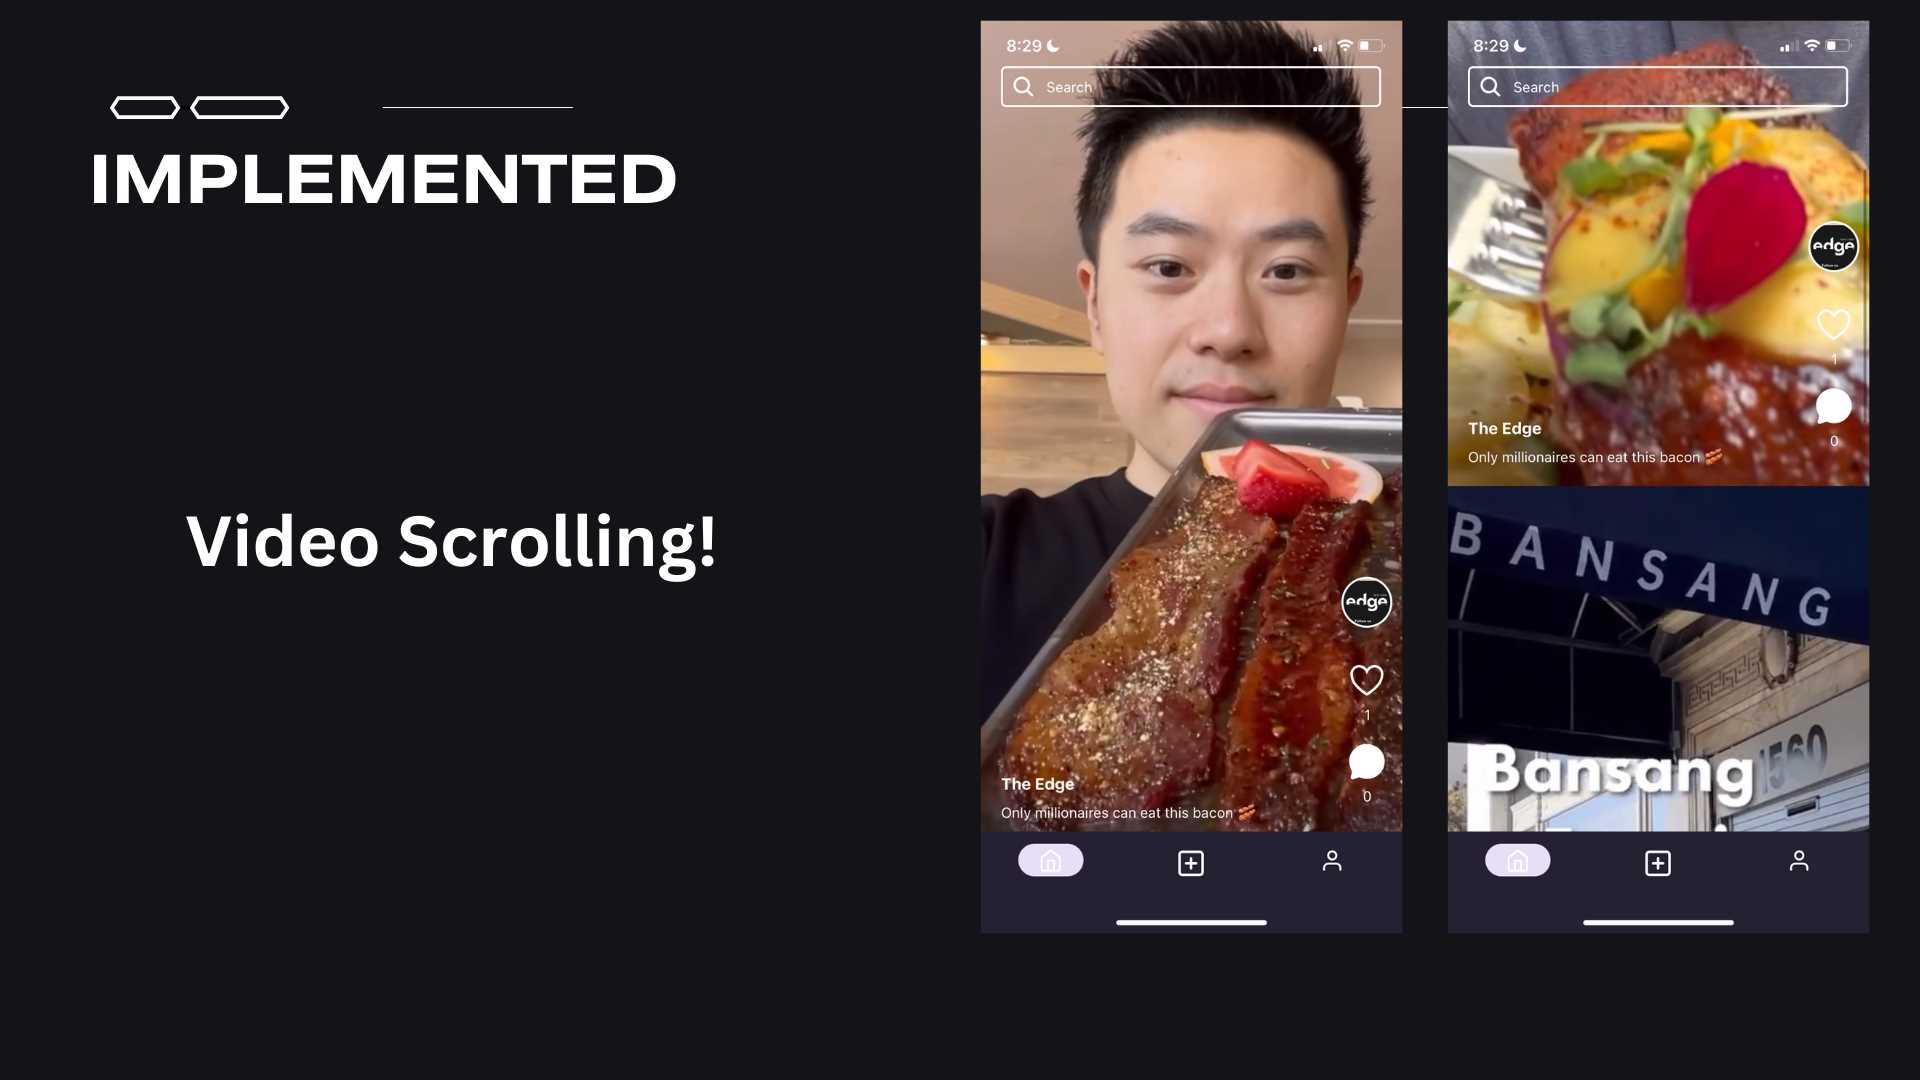 IMPLEMENTED
Video Scrolling!
8:29
Search
edge
1
0
The Edge
Only millionaires can eat this bacon 🥓
8:29
Search
edge
1
0
The Edge
Only millionaires can eat this bacon 🥓
BANSANG
1560
Bansang